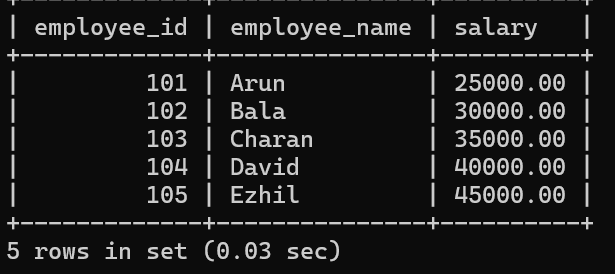 +-------------+---------------+----------+
| employee_id | employee_name | salary   |
+-------------+---------------+----------+
|         101 | Arun          | 25000.00 |
|         102 | Bala          | 30000.00 |
|         103 | Charan        | 35000.00 |
|         104 | David         | 40000.00 |
|         105 | Ezhil         | 45000.00 |
+-------------+---------------+----------+
5 rows in set (0.03 sec)